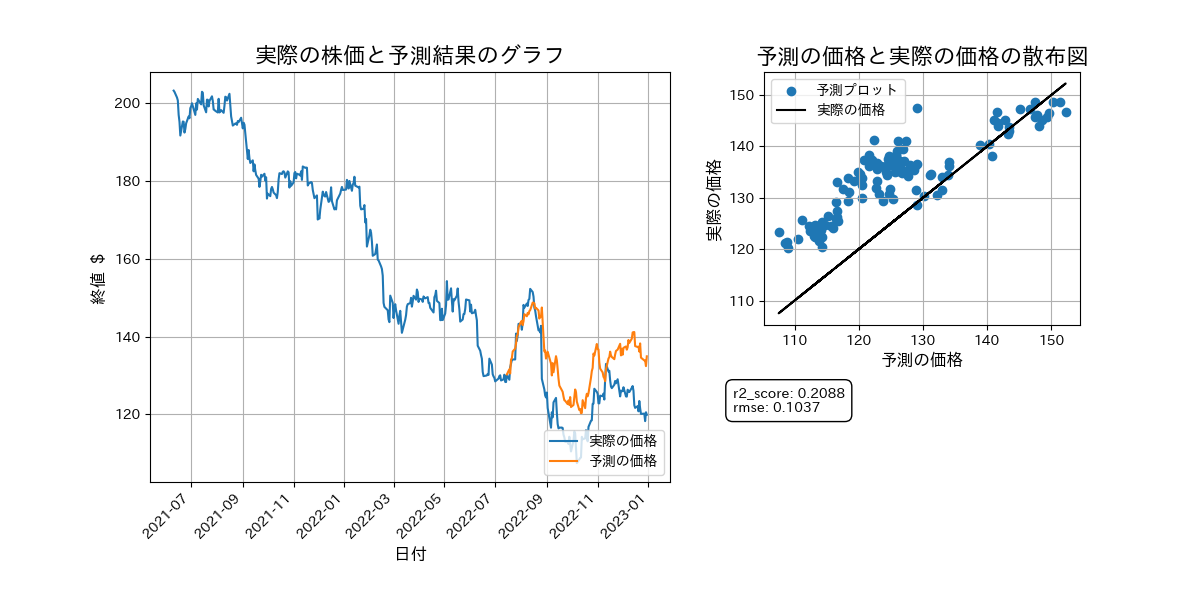 実際の株価と予測結果のグラフ
終値 $
200
180
160
140
120
2021-07
2021-09
2021-11
2022-01
2022-03
2022-05
2022-07
2022-09
2022-11
2023-01
日付
実際の価格
予測の価格
予測の価格と実際の価格の散布図
予測プロット
実際の価格
実際の価格
150
140
130
120
110
110
120
130
140
150
予測の価格
r2_score: 0.2088
rmse: 0.1037